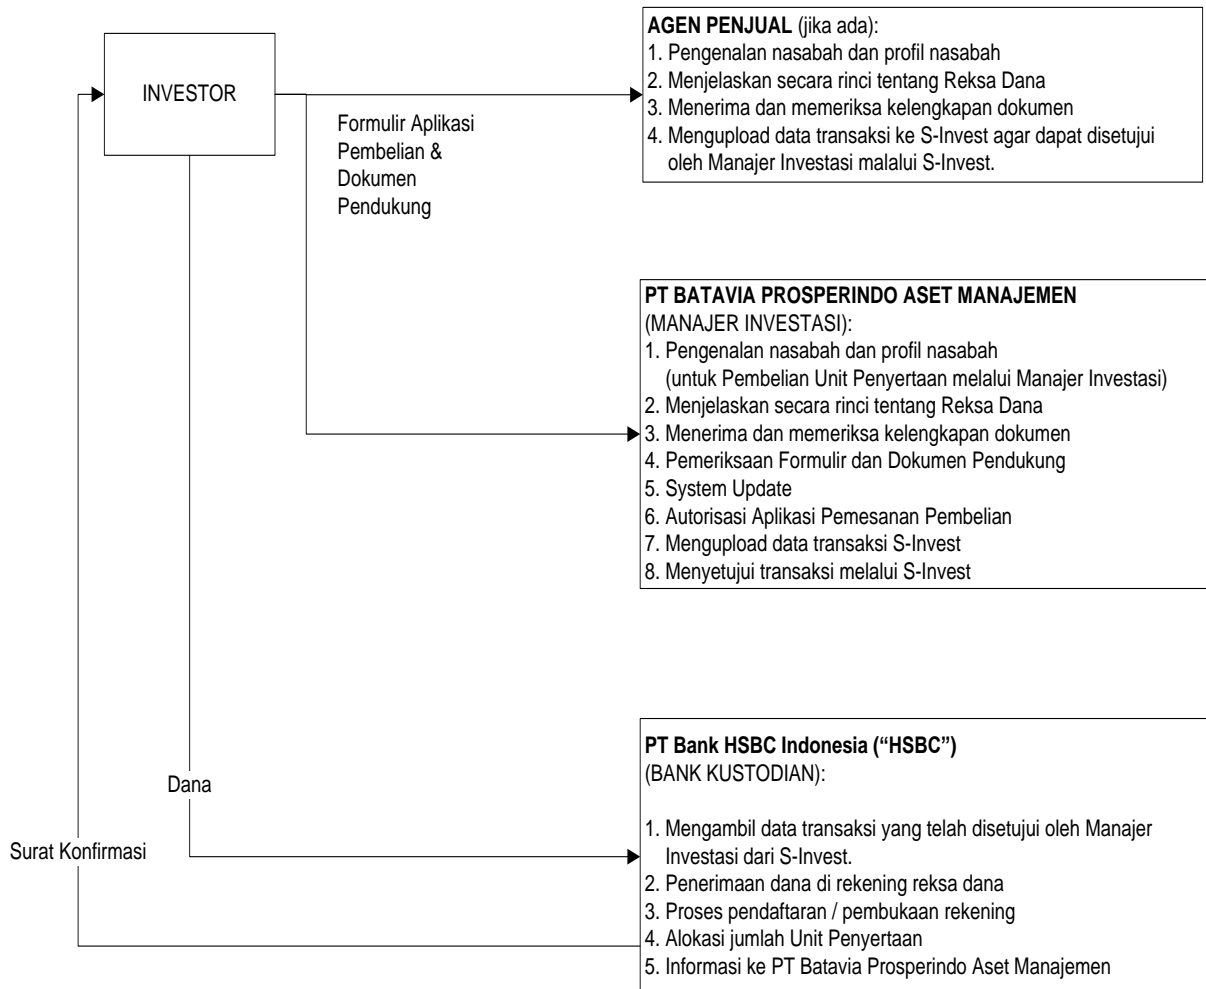 INVESTOR
Formulir Aplikasi
Pembelian &
Dokumen
Pendukung
AGEN PENJUAL (jika ada):
1. Pengenalan nasabah dan profil nasabah
2. Menjelaskan secara rinci tentang Reksa Dana
3. Menerima dan memeriksa kelengkapan dokumen
4. Mengupload data transaksi ke S-Invest agar dapat disetujui
oleh Manajer Investasi malalui S-Invest.
PT BATAVIA PROSPERINDO ASET MANAJEMEN
(MANAJER INVESTASI):
1. Pengenalan nasabah dan profil nasabah
(untuk Pembelian Unit Penyertaan melalui Manajer Investasi)
2. Menjelaskan secara rinci tentang Reksa Dana
3. Menerima dan memeriksa kelengkapan dokumen
4. Pemeriksaan Formulir dan Dokumen Pendukung
5. System Update
6. Autorisasi Aplikasi Pemesanan Pembelian
7. Mengupload data transaksi S-Invest
8. Menyetujui transaksi melalui S-Invest
Dana
Surat Konfirmasi
PT Bank HSBC Indonesia (“HSBC”)
(BANK KUSTODIAN):
1. Mengambil data transaksi yang telah disetujui oleh Manajer
Investasi dari S-Invest.
2. Penerimaan dana di rekening reksa dana
3. Proses pendaftaran / pembukaan rekening
4. Alokasi jumlah Unit Penyertaan
5. Informasi ke PT Batavia Prosperindo Aset Manajemen